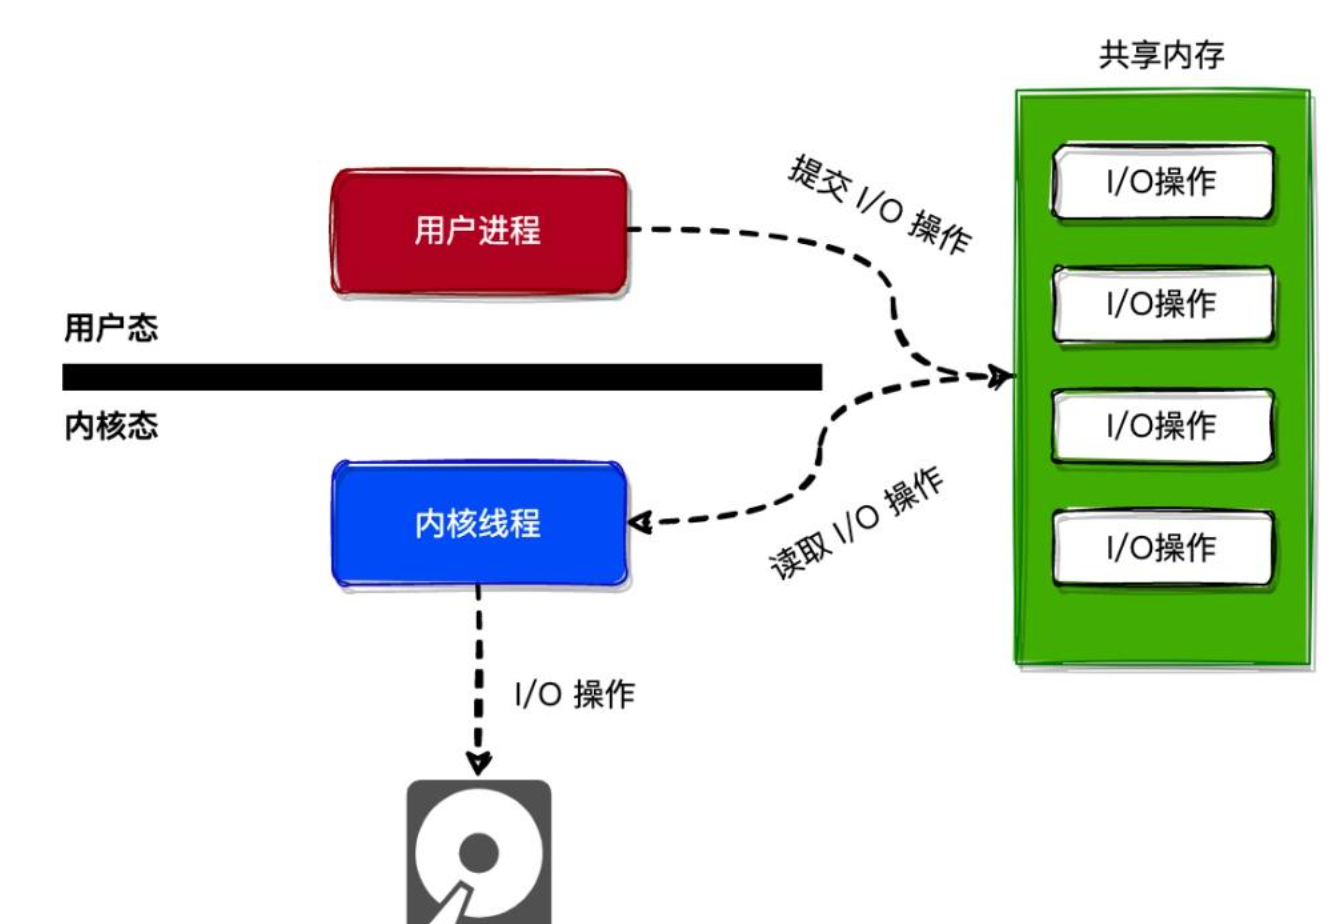 共享内存
I/O操作
提交 I/O 操作
用户进程
I/O操作
用户态
内核态
I/O操作
读取 I/O 操作
内核线程
I/O操作
I/O 操作